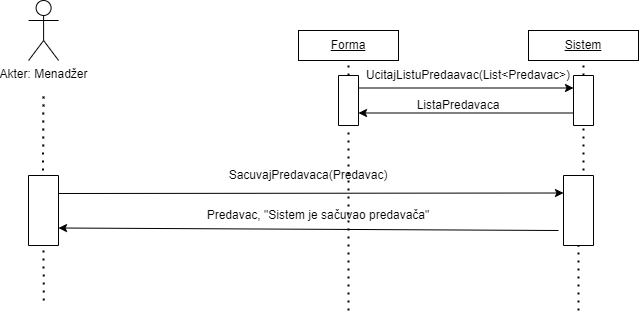 Forma
Sistem
Akter: Menadžer
UcitajListuPredaavac(List<Predavac>)
ListaPredavaca
SacuvajPredavaca(Predavac)
Predavac, "Sistem je sačuvao predavača"